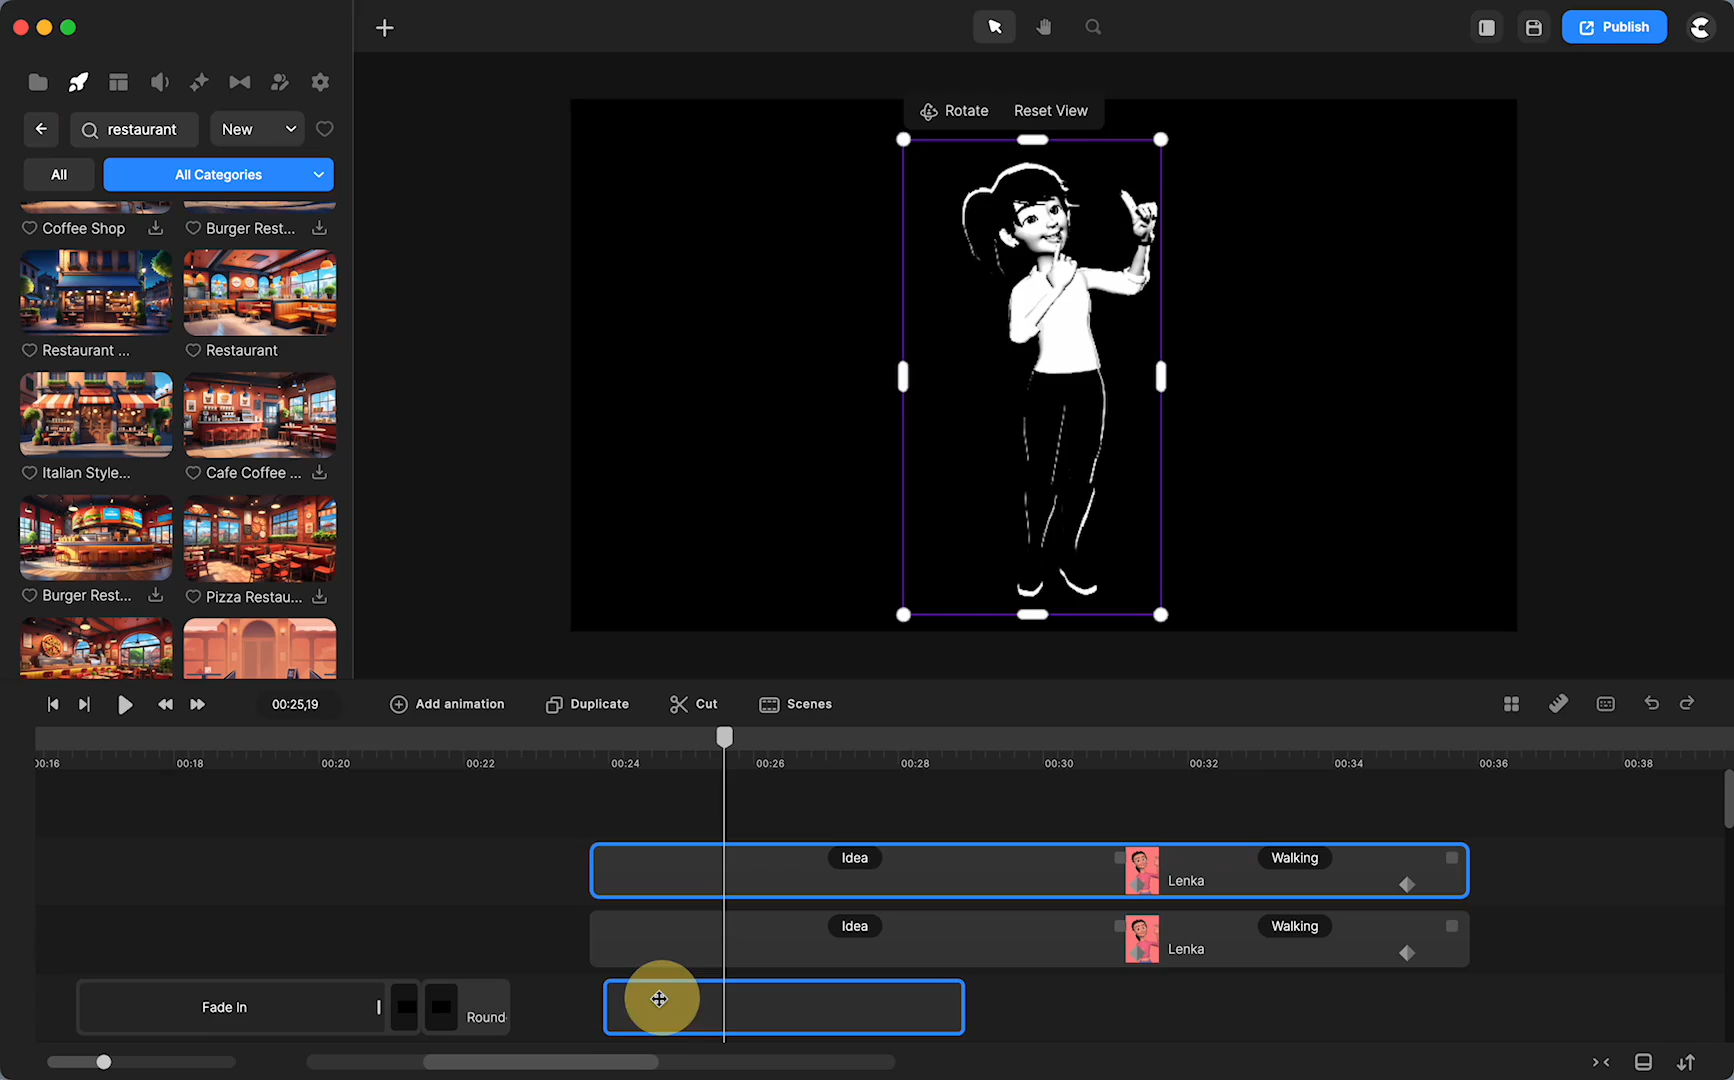 Publish
restaurant
New
Rotate
Reset View
All
All Categories
Coffee Shop
Burger Rest...
Restaurant ...
Restaurant
Italian Style...
Cafe Coffee ...
Burger Rest...
Pizza Restau...
00:25,19
Add animation
Duplicate
Cut
Scenes
00:16
00:18
00:20
00:22
00:24
00:26
00:28
00:30
00:32
00:34
00:36
00:38
Idea
Walking
Lenka
Idea
Walking
Lenka
Fade In
Round